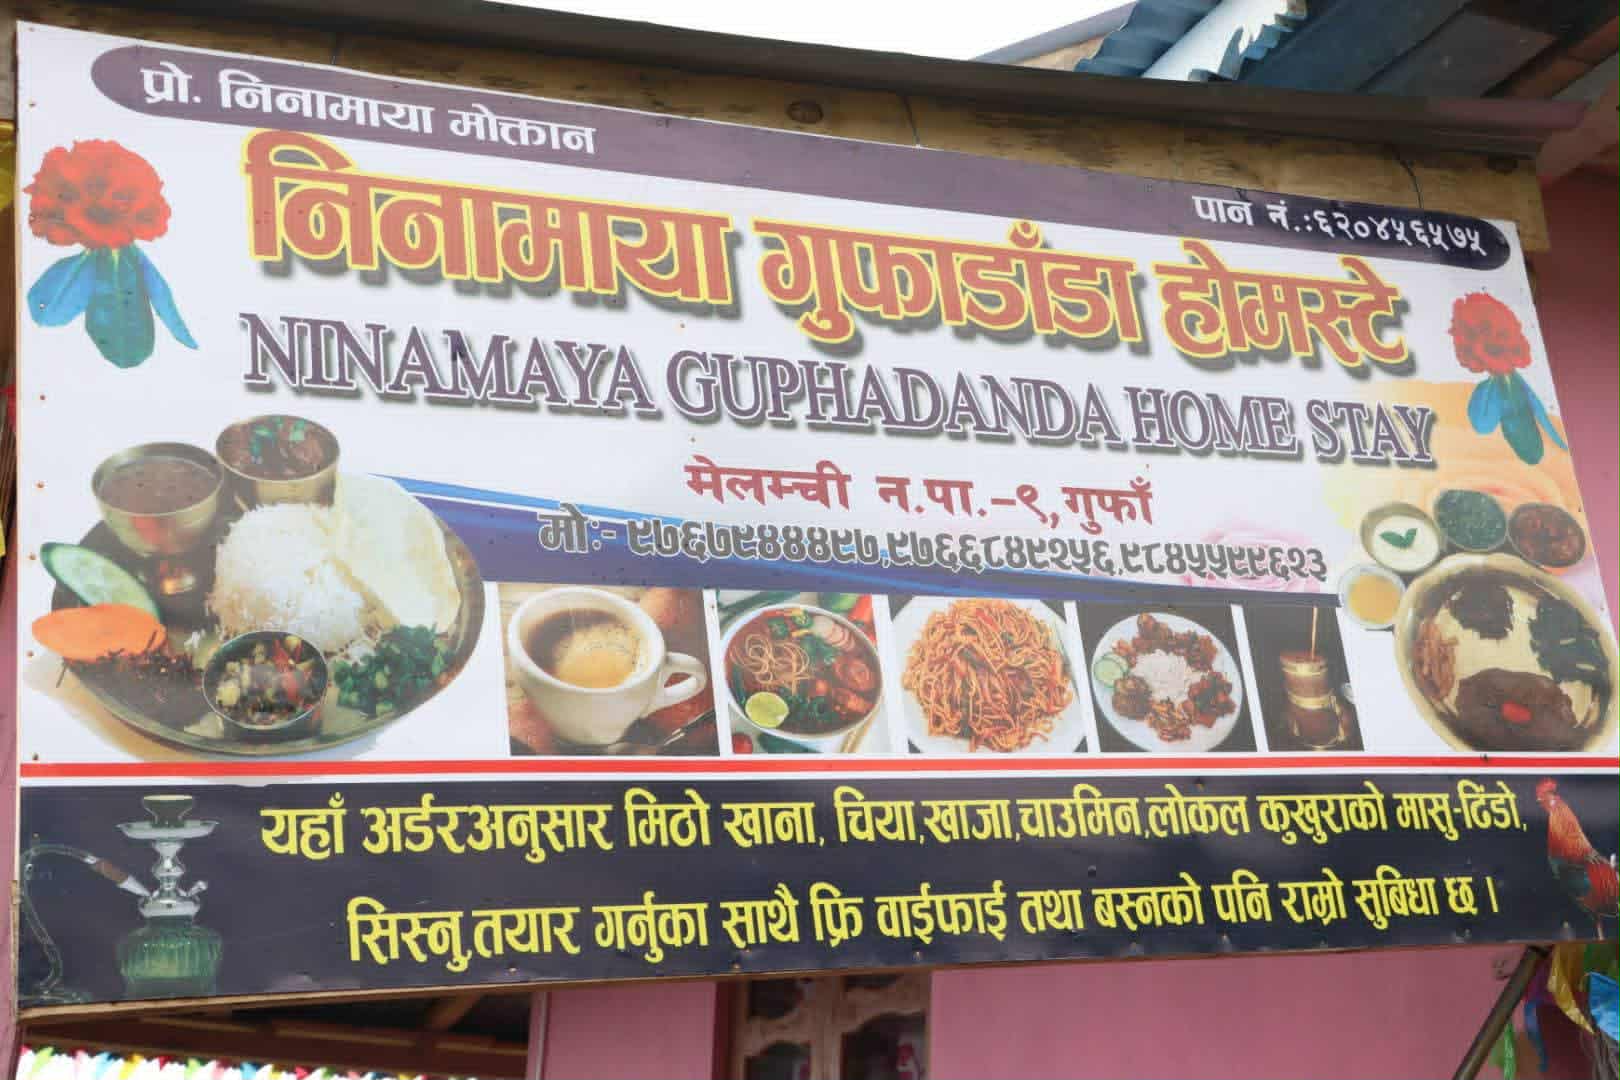 प्रो. निनामाया मोक्तान
पान नं.:६२०४५६५७५
निनामाया गुफाडाँडा होमस्टे
NINAMAYA GUPHADANDA HOME STAY
मेलम्ची न.पा.-९, गुफाँ
मोः- ९७६७९४४४९७,९७६६८४९२५६,९८४५५९९६२३
यहाँ अर्डरअनुसार मिठो खाना, चिया,खाजा,चाउमिन,लोकल कुखुराको मासु-ढिंडो,
सिस्नु,तयार गर्नुका साथै फ्रि वाईफाई तथा बस्नको पनि राम्रो सुबिधा छ ।